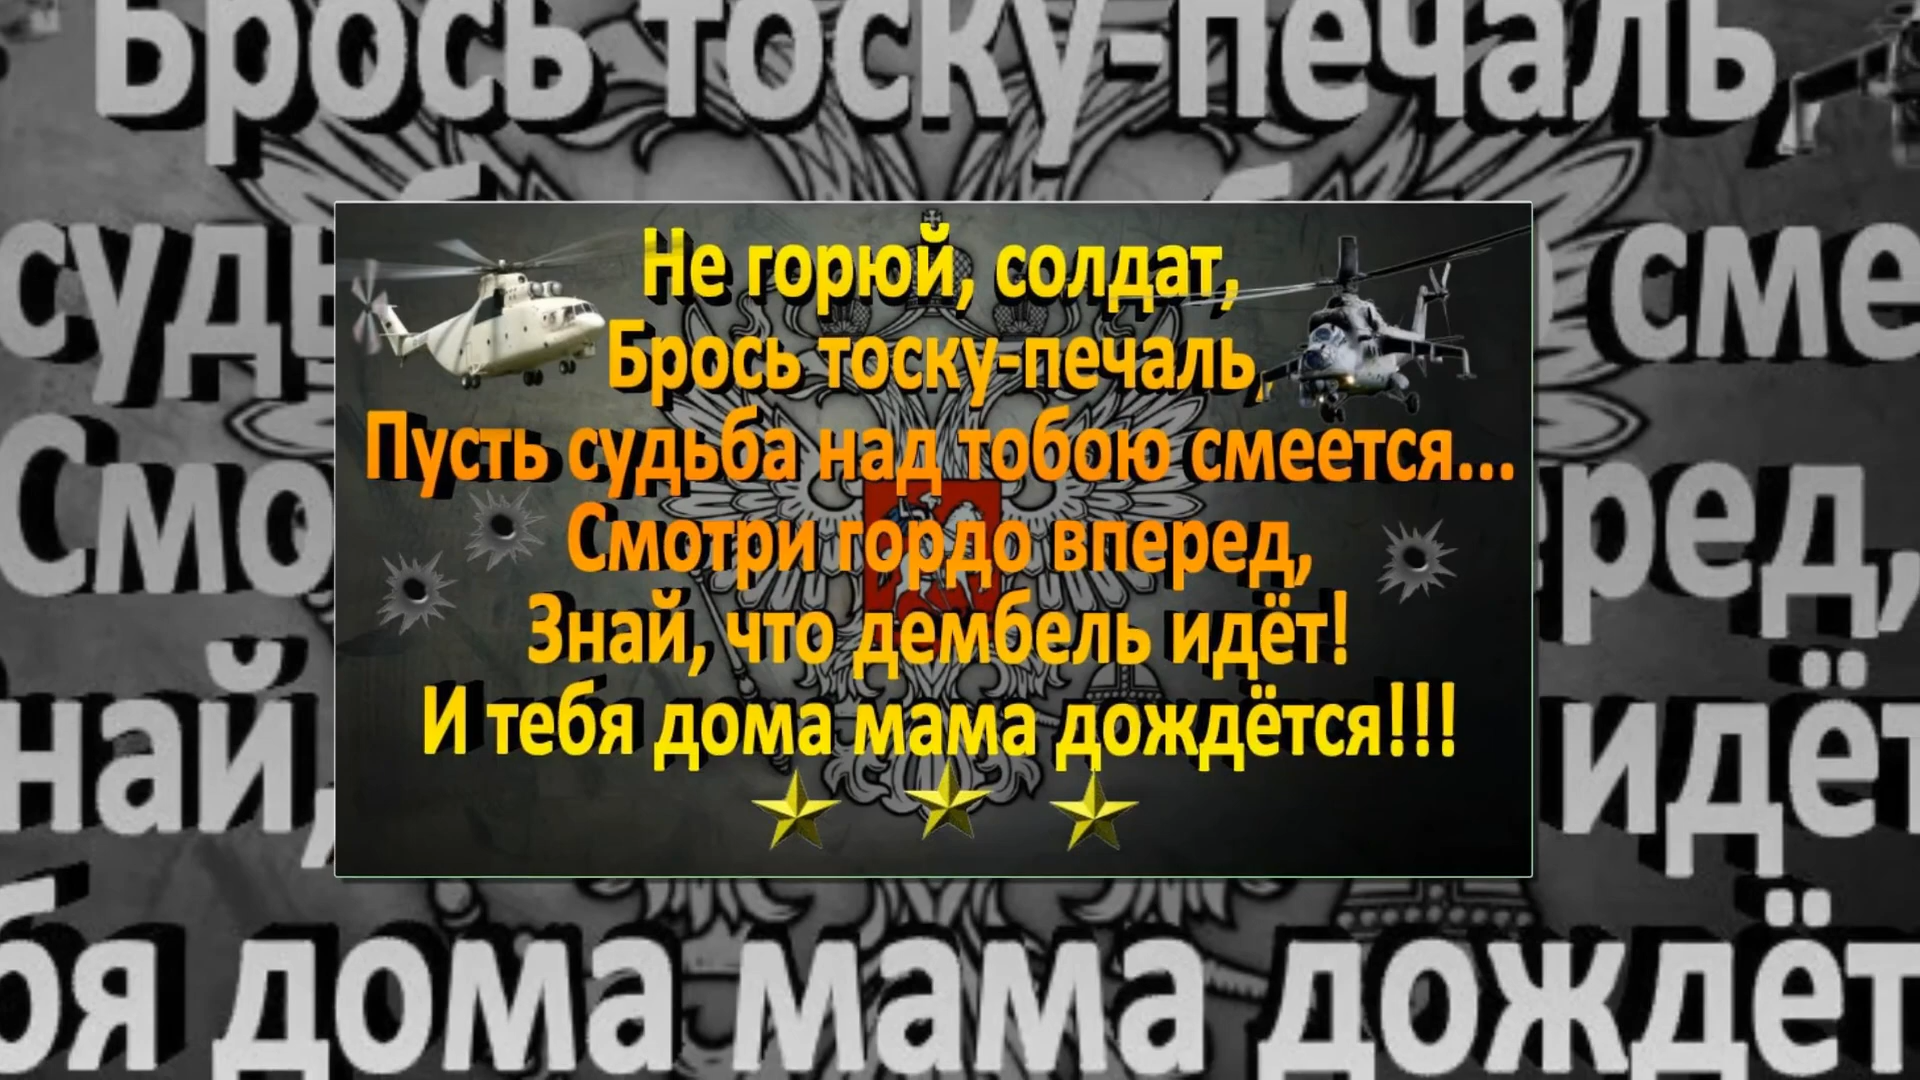 Не горюй, солдат,
Брось тоску-печаль,
Пусть судьба над тобою смеется...
Смотри гордо вперед,
Знай, что дембель идёт!
И тебя дома мама дождётся!!!